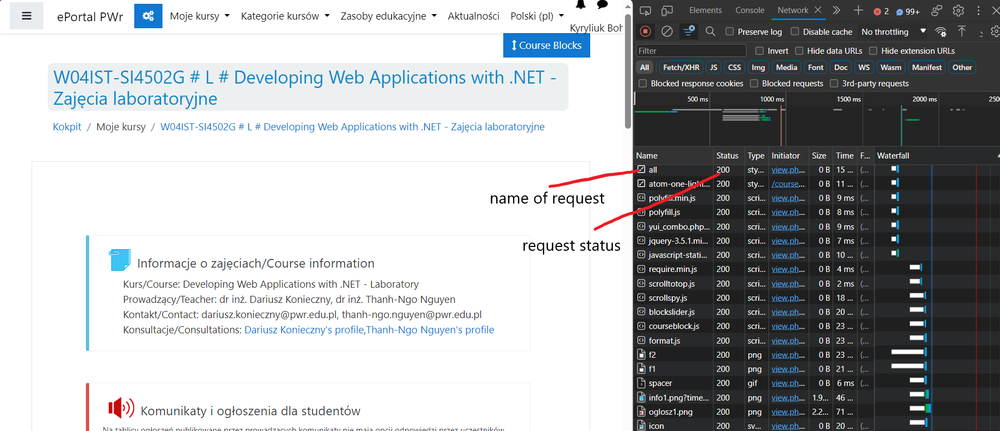 ePortal PWr
Moje kursy
Kategorie kursów
Zasoby edukacyjne
Aktualności
Polski (pl)
Kyryliuk Boh
Course Blocks
W04IST-SI4502G # L # Developing Web Applications with .NET -
Zajęcia laboratoryjne
Kokpit / Moje kursy / W04IST-SI4502G # L # Developing Web Applications with .NET - Zajęcia laboratoryjne
Informacje o zajęciach/Course information
Kurs/Course: Developing Web Applications with .NET - Laboratory
Prowadzący/Teacher: dr inż. Dariusz Konieczny, dr inż. Thanh-Ngo Nguyen
Kontakt/Contact: dariusz.konieczny@pwr.edu.pl, thanh-ngo.nguyen@pwr.edu.pl
Konsultacje/Consultations: Dariusz Konieczny's profile,Thanh-Ngo Nguyen's profile
Komunikaty i ogłoszenia dla studentów
Na tablicy ogłoszeń publikowane przez prowadzących komunikaty nie mają opcji odpowiedzi przez uczestników
name of request
request status
Elements Console Network 2 99+
Preserve log Disable cache No throttling
Filter Invert Hide data URLs Hide extension URLs
All Fetch/XHR JS CSS Img Media Font Doc WS Wasm Manifest Other
Blocked response cookies Blocked requests 3rd-party requests
500 ms 1000 ms 1500 ms 2000 ms 250
Name Status Type Initiator Size Time F... Waterfall
all 200 sty... view.ph... 0 B 15 ... (...
atom-one-light... 200 sty... /course... 0 B 11 ... (...
polyfill.min.js 200 scri... view.ph... 0 B 9 ms (...
polyfill.js 200 scri... view.ph... 0 B 8 ms (...
yui_combo.php... 200 scri... view.ph... 0 B 9 ms (...
jquery-3.5.1.mi... 200 scri... view.ph... 0 B 7 ms (...
javascript-stati... 200 scri... view.ph... 0 B 10 ... (...
require.min.js 200 scri... view.ph... 0 B 4 ms (...
scrolltotop.js 200 scri... view.ph... 0 B 2 ms (...
scrollspy.js 200 scri... view.ph... 0 B 18 ... (...
blockslider.js 200 scri... view.ph... 0 B 20 ... (...
courseblock.js 200 scri... view.ph... 0 B 23 ... (...
format.js 200 scri... view.ph... 0 B 23 ... (...
f2 200 png view.ph... 0 B 23 ... (...
f1 200 png view.ph... 0 B 21 ... (...
spacer 200 gif view.ph... 0 B 6 ms (...
info1.png?time... 200 png view.ph... 1.9... 46 ...
oglosz1.png 200 png view.ph... 2.2... 71 ...
icon 200 sv... view.ph... 0 B 20 ... (...